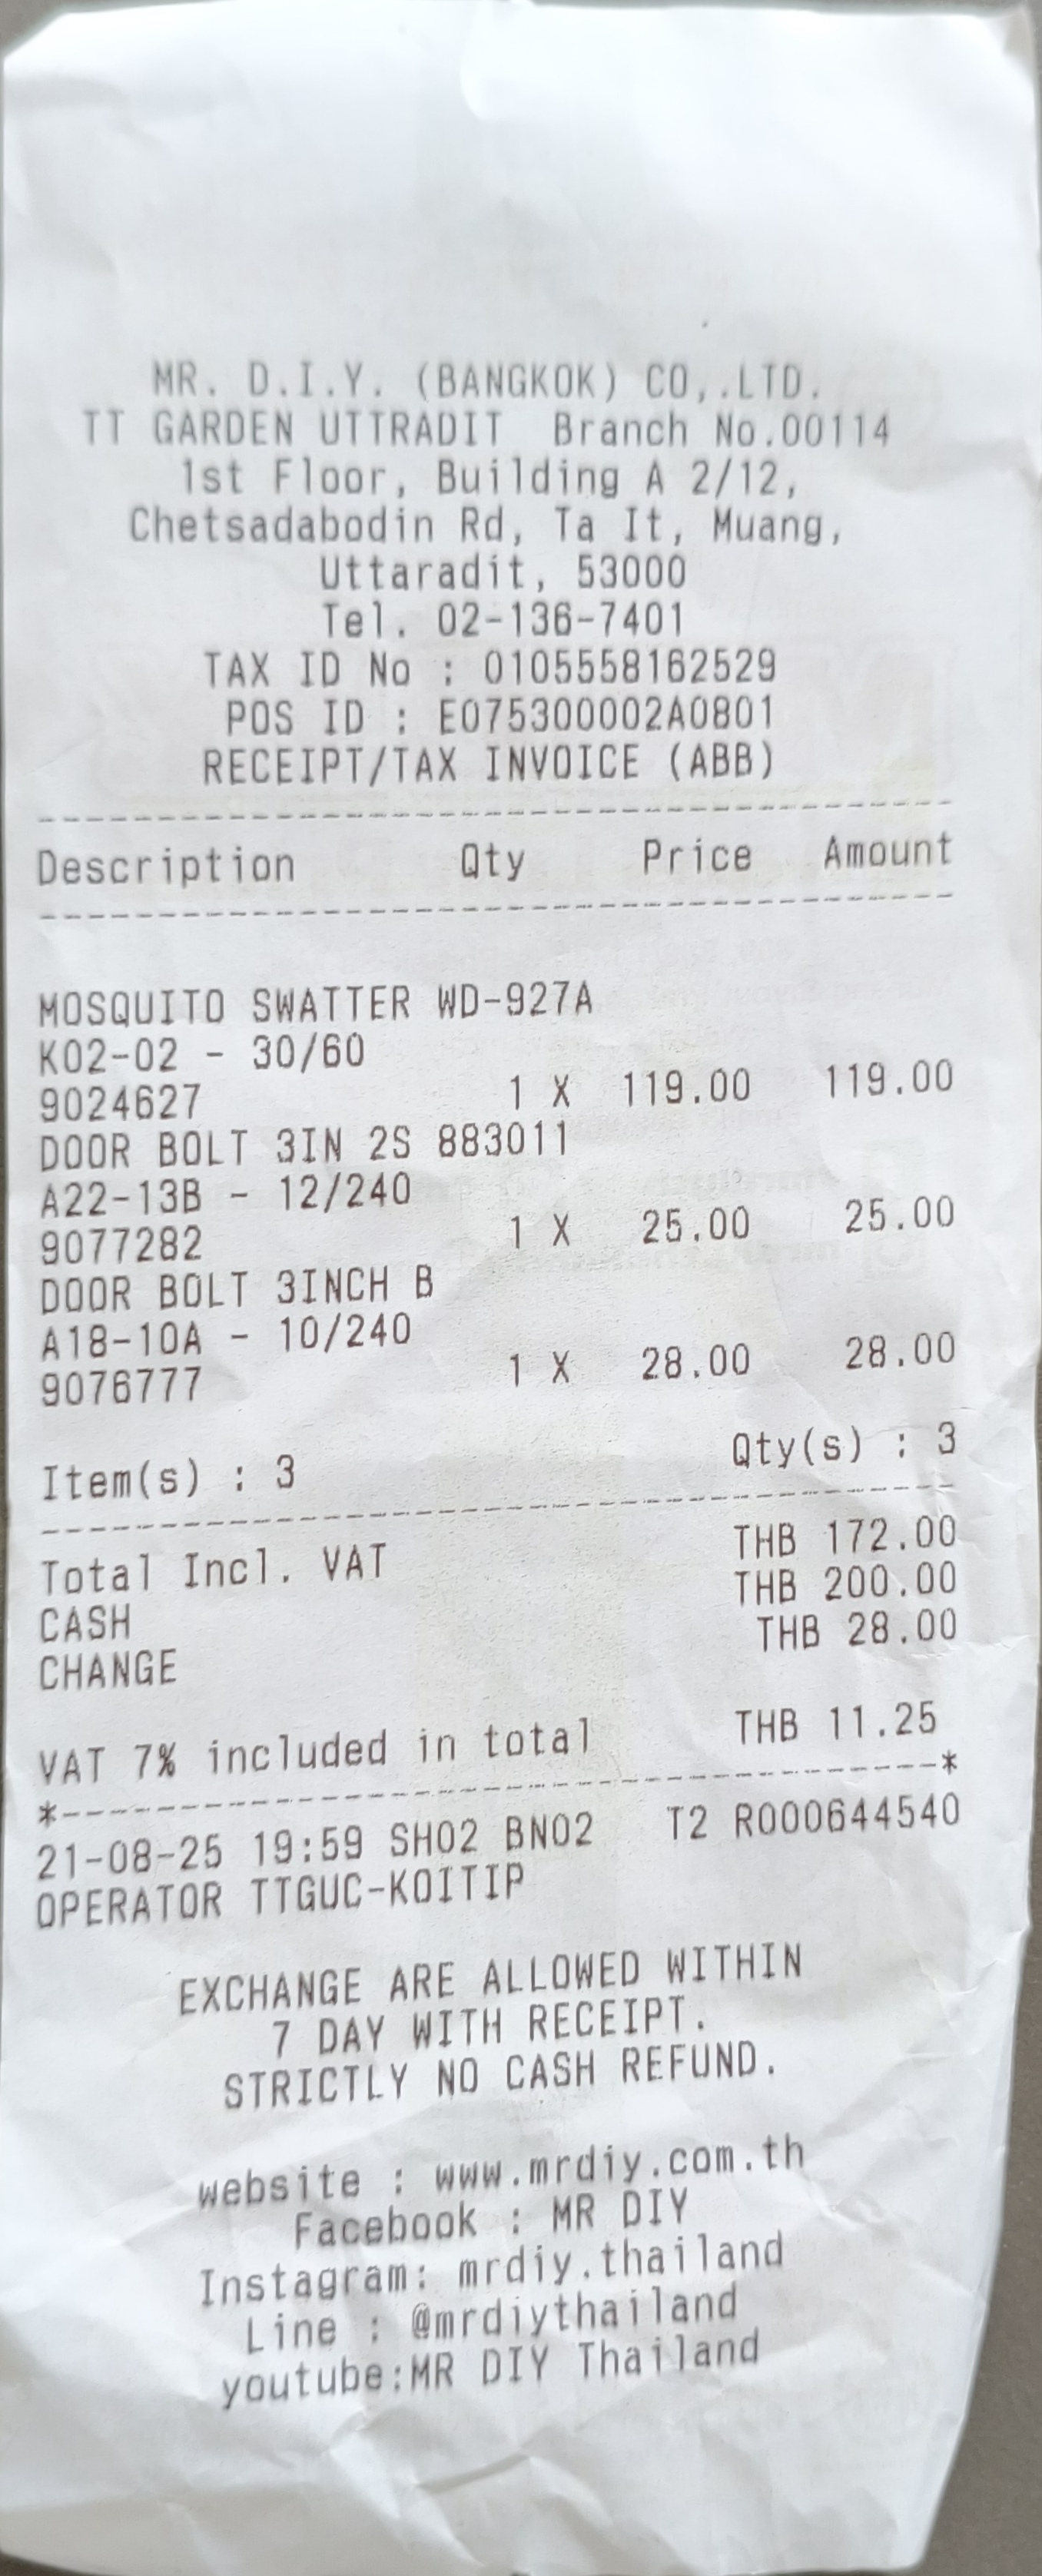 MR. D.I.Y. (BANGKOK) CO,.LTD.
TT GARDEN UTTRADIT Branch No.00114
1st Floor, Building A 2/12,
Chetsadabodin Rd, Ta It, Muang,
Uttaradit, 53000
Tel. 02-136-7401
TAX ID No : 0105558162529
POS ID : E075300002A0801
RECEIPT/TAX INVOICE (ABB)
Description Qty Price Amount
MOSQUITO SWATTER WD-927A
K02-02 - 30/60
9024627 1 X 119.00 119.00
DOOR BOLT 3IN 2S 883011
A22-13B - 12/240
9077282 1 X 25.00 25.00
DOOR BOLT 3INCH B
A18-10A - 10/240
9076777 1 X 28.00 28.00
Item(s) : 3 Qty(s) : 3
Total Incl. VAT THB 172.00
CASH THB 200.00
CHANGE THB 28.00
VAT 7% included in total THB 11.25
*--------------------------------------*
21-08-25 19:59 SH02 BN02 T2 R000644540
OPERATOR TTGUC-KOITIP
EXCHANGE ARE ALLOWED WITHIN
7 DAY WITH RECEIPT.
STRICTLY NO CASH REFUND.
website : www.mrdiy.com.th
Facebook : MR DIY
Instagram: mrdiy.thailand
Line : @mrdiythailand
youtube:MR DIY Thailand